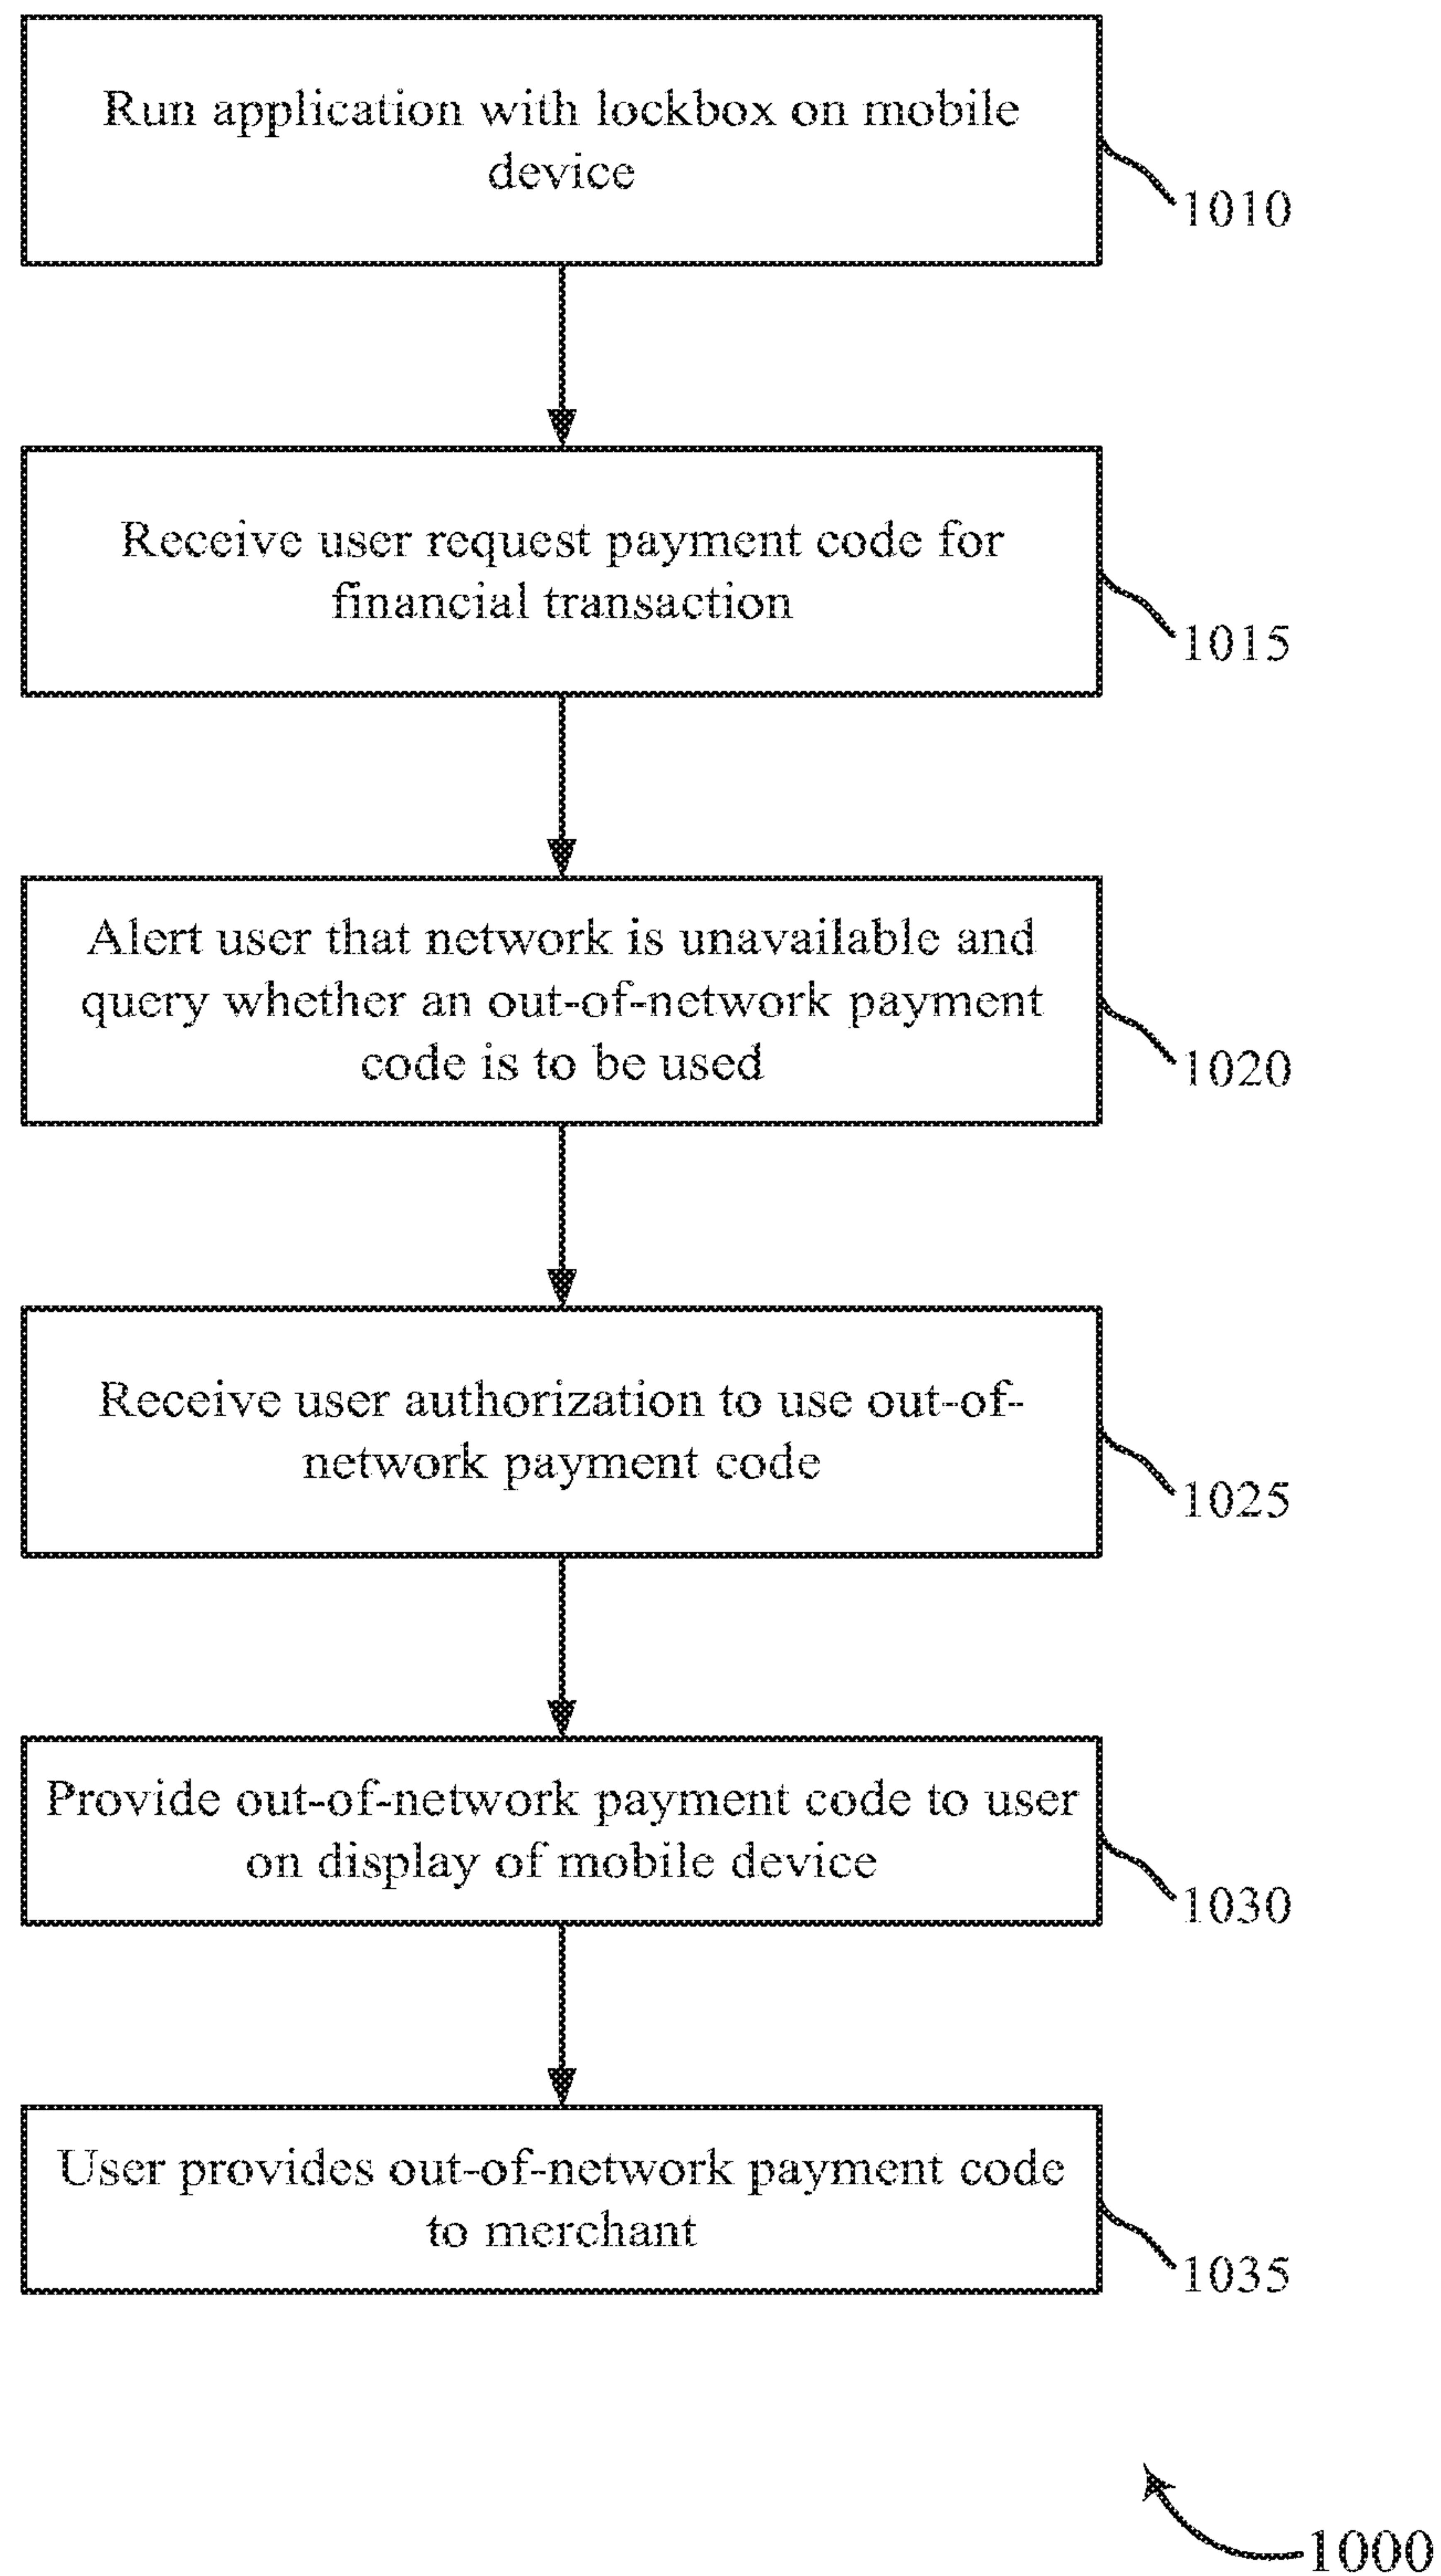 Run application with lockbox on mobile
device
1010
Receive user request payment code for
financial transaction
1015
Alert user that network is unavailable and
query whether an out-of-network payment
code is to be used
1020
Receive user authorization to use out-of-
network payment code
1025
Provide out-of-network payment code to user
on display of mobile device
1030
User provides out-of-network payment code
to merchant
1035
1000